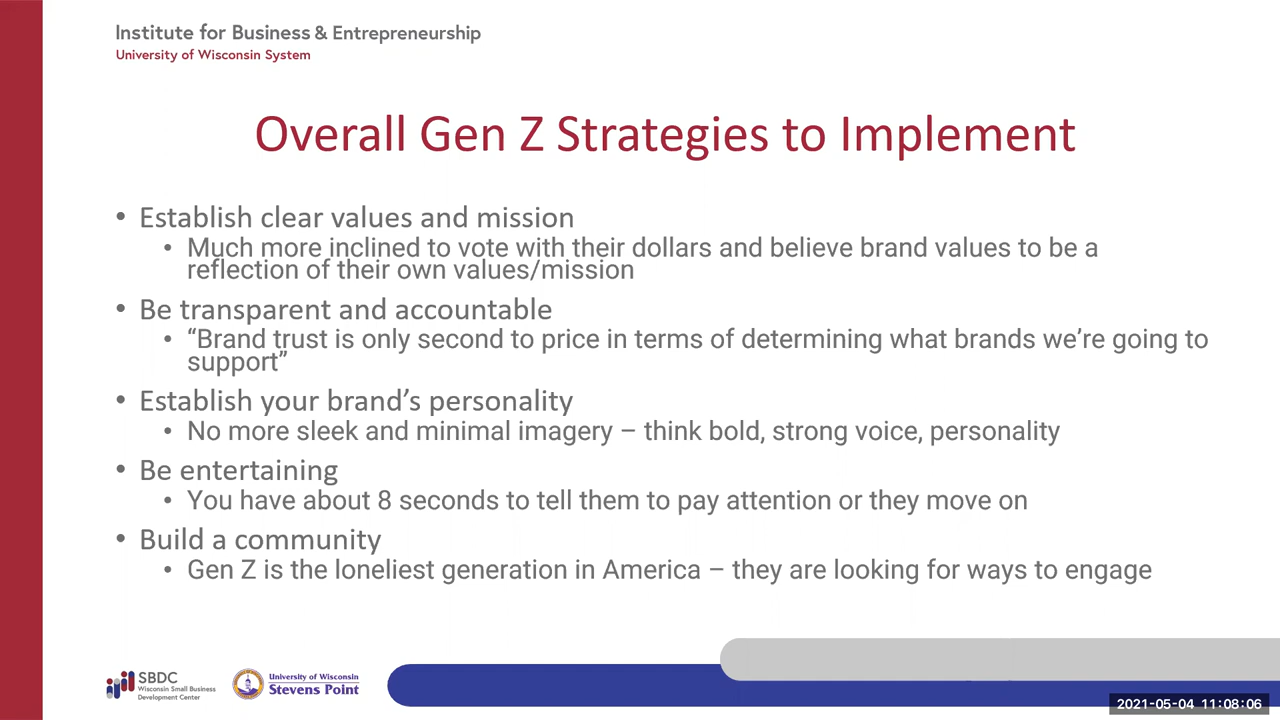 Institute for Business & Entrepreneurship
University of Wisconsin System
Overall Gen Z Strategies to Implement
• Establish clear values and mission
• Much more inclined to vote with their dollars and believe brand values to be a
reflection of their own values/mission
• Be transparent and accountable
• “Brand trust is only second to price in terms of determining what brands we’re going to
support”
• Establish your brand’s personality
• No more sleek and minimal imagery – think bold, strong voice, personality
• Be entertaining
• You have about 8 seconds to tell them to pay attention or they move on
• Build a community
• Gen Z is the loneliest generation in America – they are looking for ways to engage
SBDC
Wisconsin Small Business
Development Center
University of Wisconsin
Stevens Point
2021-05-04 11:08:06